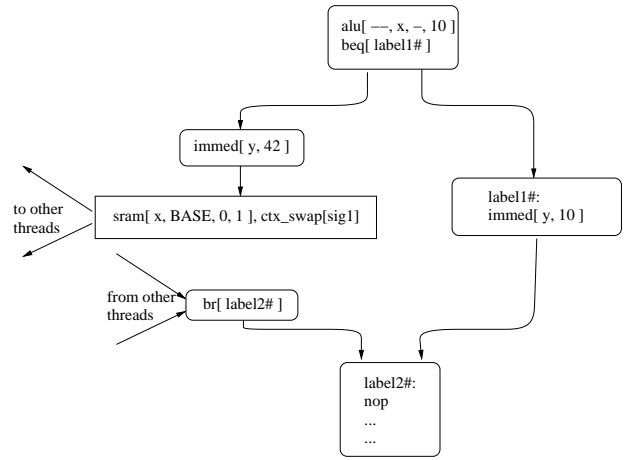 alu[ −−, x, −, 10 ]
beq[ label1# ]
immed[ y, 42 ]
label1#:
immed[ y, 10 ]
sram[ x, BASE, 0, 1 ], ctx_swap[sig1]
to other
threads
from other
threads
br[ label2# ]
label2#:
nop
...
...